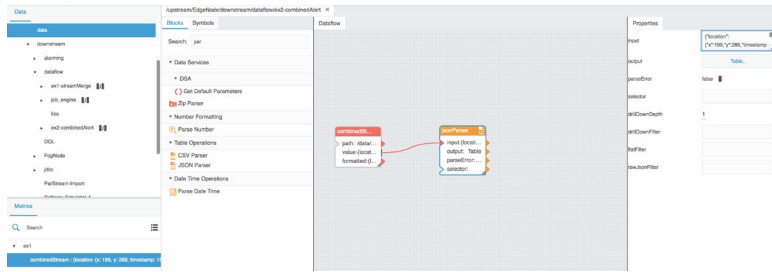 Data
data
downstream
alarming
dataflow
ex1-streamMerge
job_engine
libs
ex2-combinedAlert
DQL
FogNode
jdbc
ParStream-Import
Metrics
Search
ex1
combinedStream : {location: {x: 199, y: 288, timestamp: 1
/upstream/EdgeNode/downstream/dataflow/ex2-combinedAlert ×
Blocks Symbols
Search: par
Data Services
DSA
Get Default Parameters
Zip Parser
Number Formatting
Parse Number
Table Operations
CSV Parser
JSON Parser
Date Time Operations
Parse Date Time
Dataflow
combinedSt...
path: /data/...
value:{locat...
formatted:{l...
jsonParser
input {locati...
output: Table
parseError: ...
selector:
Properties
input {"location":
{"x":199,"y":288,"timestamp
output Table..
parseError false
selector
drillDownDepth 1
drillDownFilter
flatFilter
rawJsonFilter